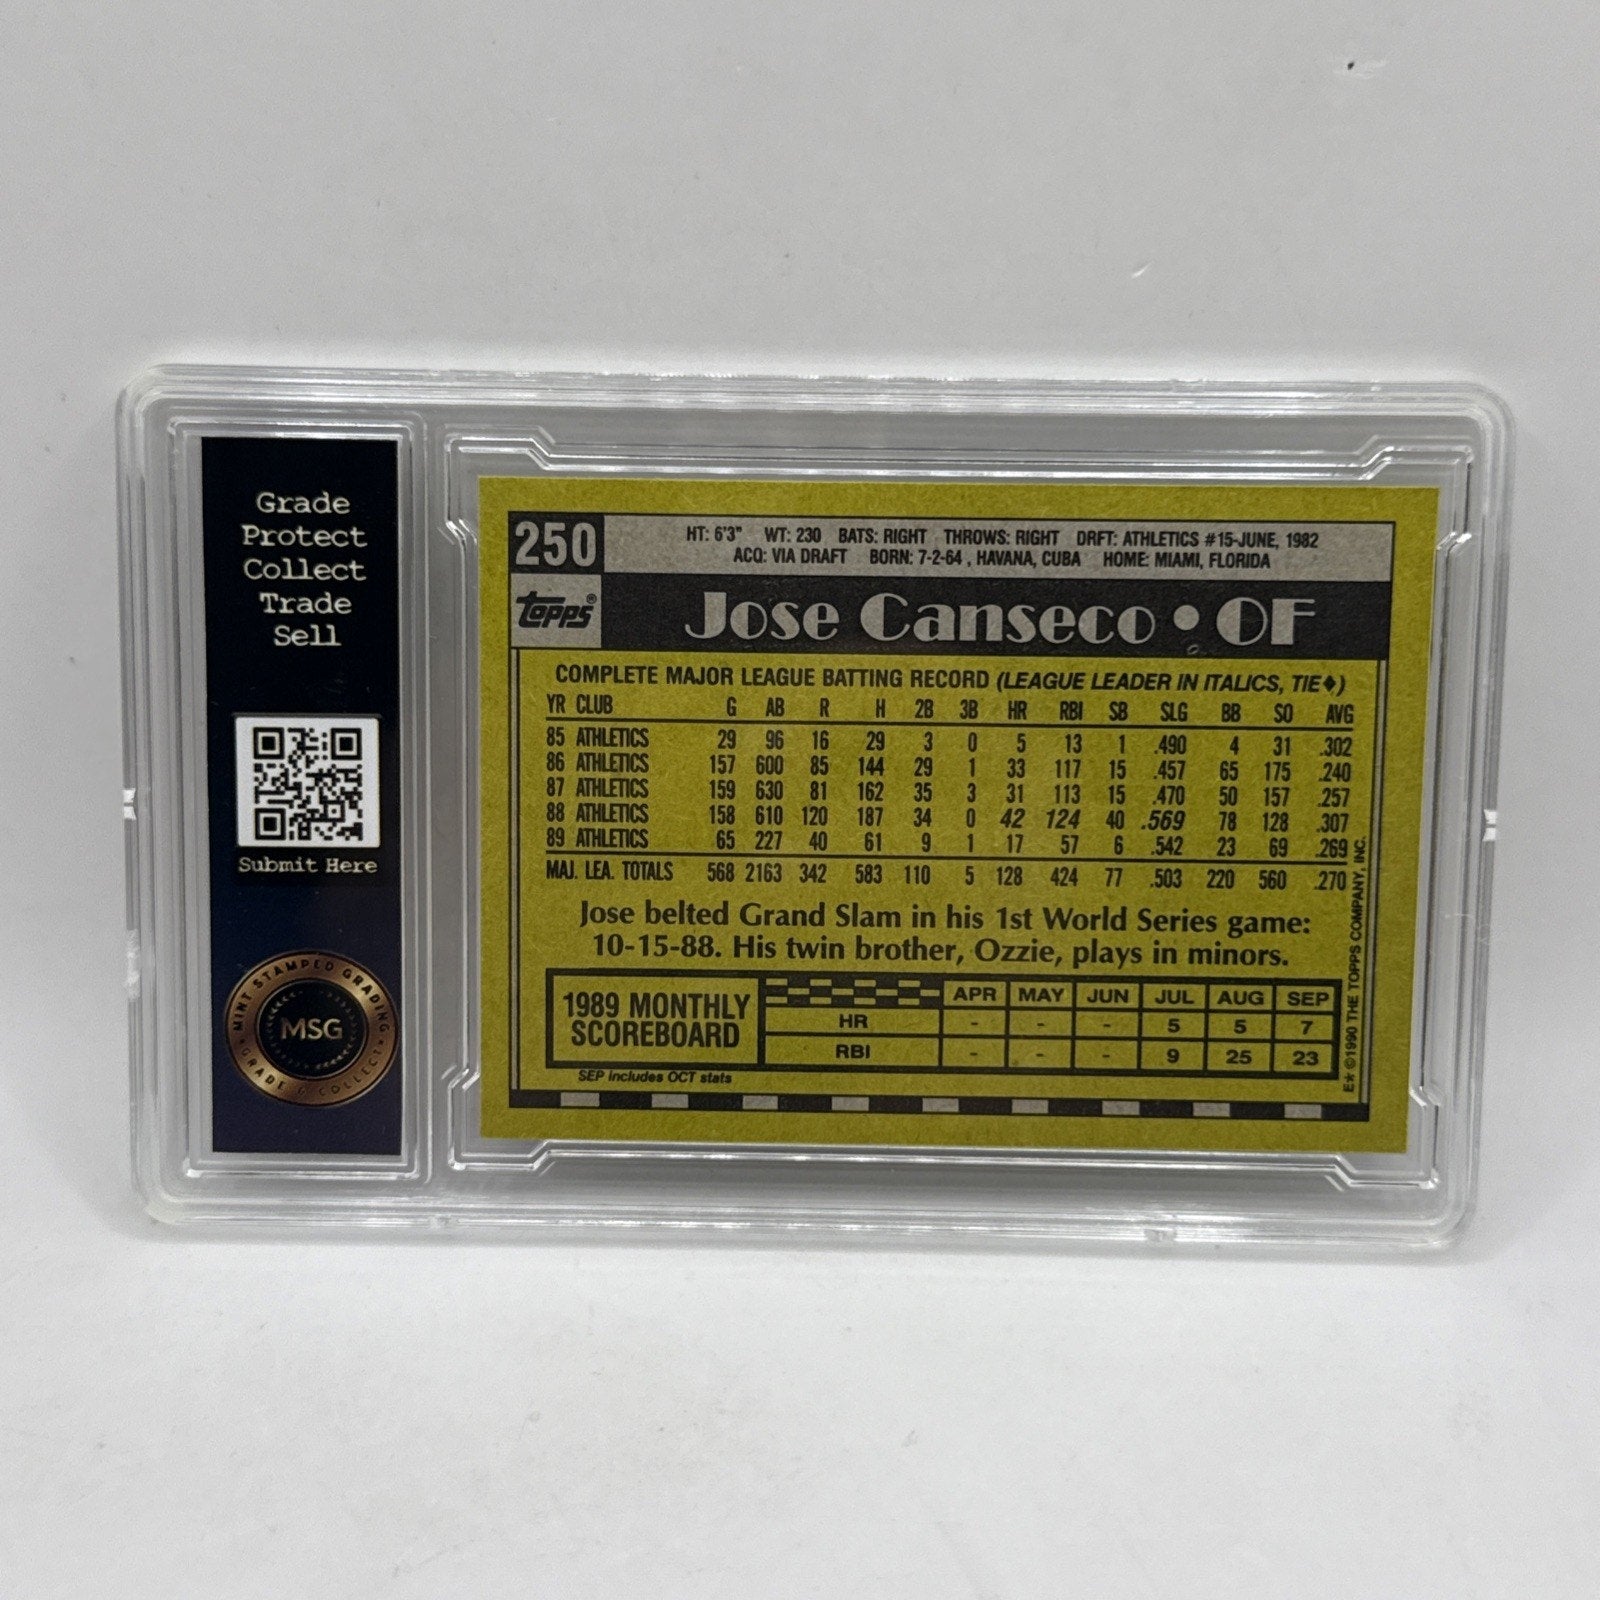 Grade
Protect
Collect
Trade
Sell
Submit Here
MINT STAMPED GRADING
MSG
GRADE & COLLECT
250
HT: 6'3" WT: 230 BATS: RIGHT THROWS: RIGHT DRFT: ATHLETICS #15-JUNE, 1982
ACQ: VIA DRAFT BORN: 7-2-64 , HAVANA, CUBA HOME: MIAMI, FLORIDA
Topps®
Jose Canseco • OF
COMPLETE MAJOR LEAGUE BATTING RECORD (LEAGUE LEADER IN ITALICS, TIE♦)
YR CLUB G AB R H 2B 3B HR RBI SB SLG BB SO AVG
85 ATHLETICS 29 96 16 29 3 0 5 13 1 .490 4 31 .302
86 ATHLETICS 157 600 85 144 29 1 33 117 15 .457 65 175 .240
87 ATHLETICS 159 630 81 162 35 3 31 113 15 .470 50 157 .257
88 ATHLETICS 158 610 120 187 34 0 42 124 40 .569 78 128 .307
89 ATHLETICS 65 227 40 61 9 1 17 57 6 .542 23 69 .269
MAJ. LEA. TOTALS 568 2163 342 583 110 5 128 424 77 .503 220 560 .270
Jose belted Grand Slam in his 1st World Series game:
10-15-88. His twin brother, Ozzie, plays in minors.
1989 MONTHLY
SCOREBOARD
APR MAY JUN JUL AUG SEP
HR - - - 5 5 7
RBI - - - 9 25 23
SEP includes OCT stats
E* ©1990 THE TOPPS COMPANY, INC.